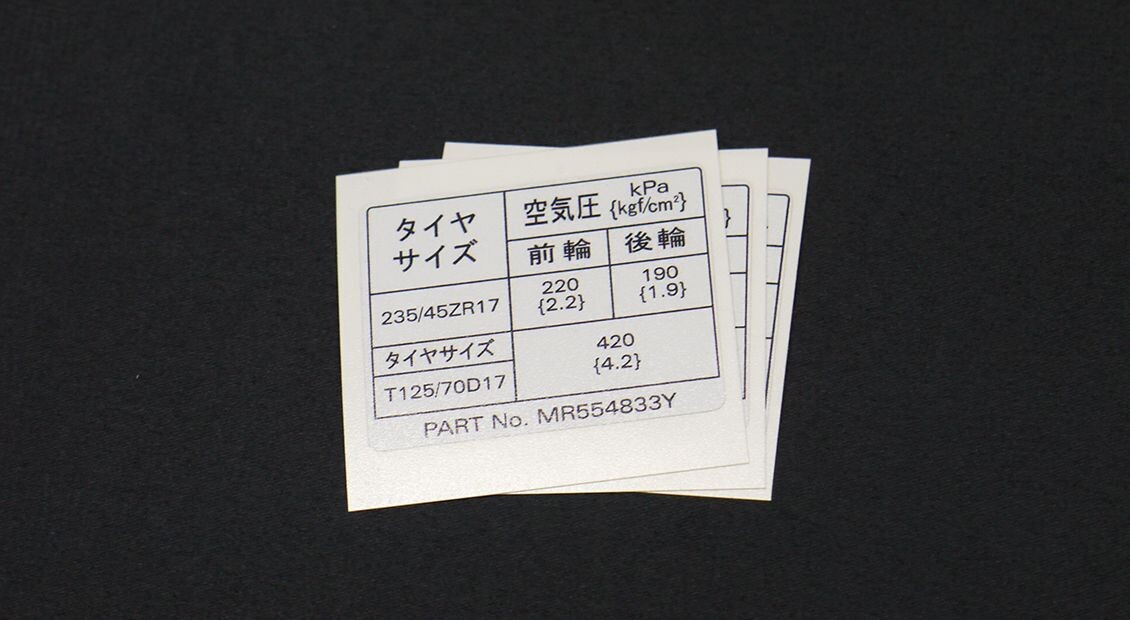 タイヤ
サイズ
空気圧 kPa
{kgf/cm²}
前輪 後輪
235/45ZR17
220
{2.2}
190
{1.9}
タイヤサイズ
T125/70D17
420
{4.2}
PART No. MR554833Y
}